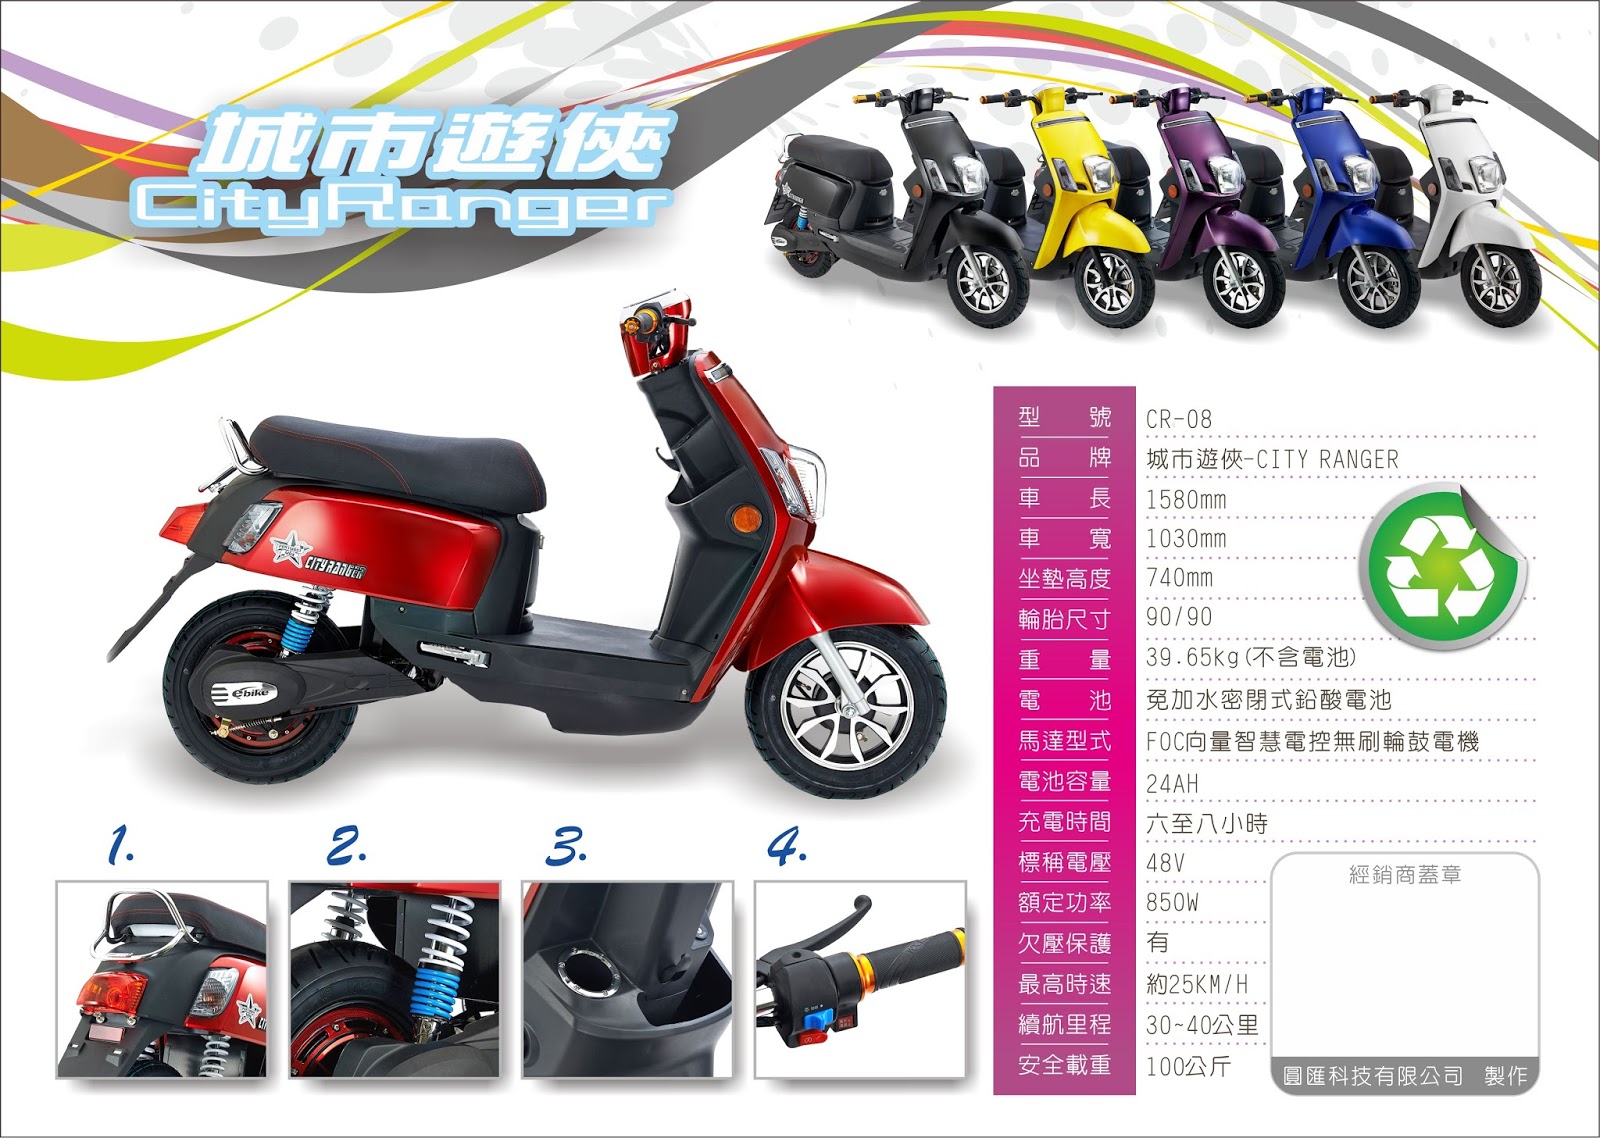 城市遊俠
CityRanger
型號 CR-08
品牌 城市遊俠-CITY RANGER
車長 1580mm
車寬 1030mm
坐墊高度 740mm
輪胎尺寸 90/90
重量 39.65kg(不含電池)
電池 免加水密閉式鉛酸電池
馬達型式 FOC向量智慧電控無刷輪鼓電機
電池容量 24AH
充電時間 六至八小時
標稱電壓 48V
額定功率 850W
欠壓保護 有
最高時速 約25KM/H
續航里程 30~40公里
安全載重 100公斤
CITYRANGER
ebike
1.
2.
3.
4.
經銷商蓋章
圓匯科技有限公司 製作